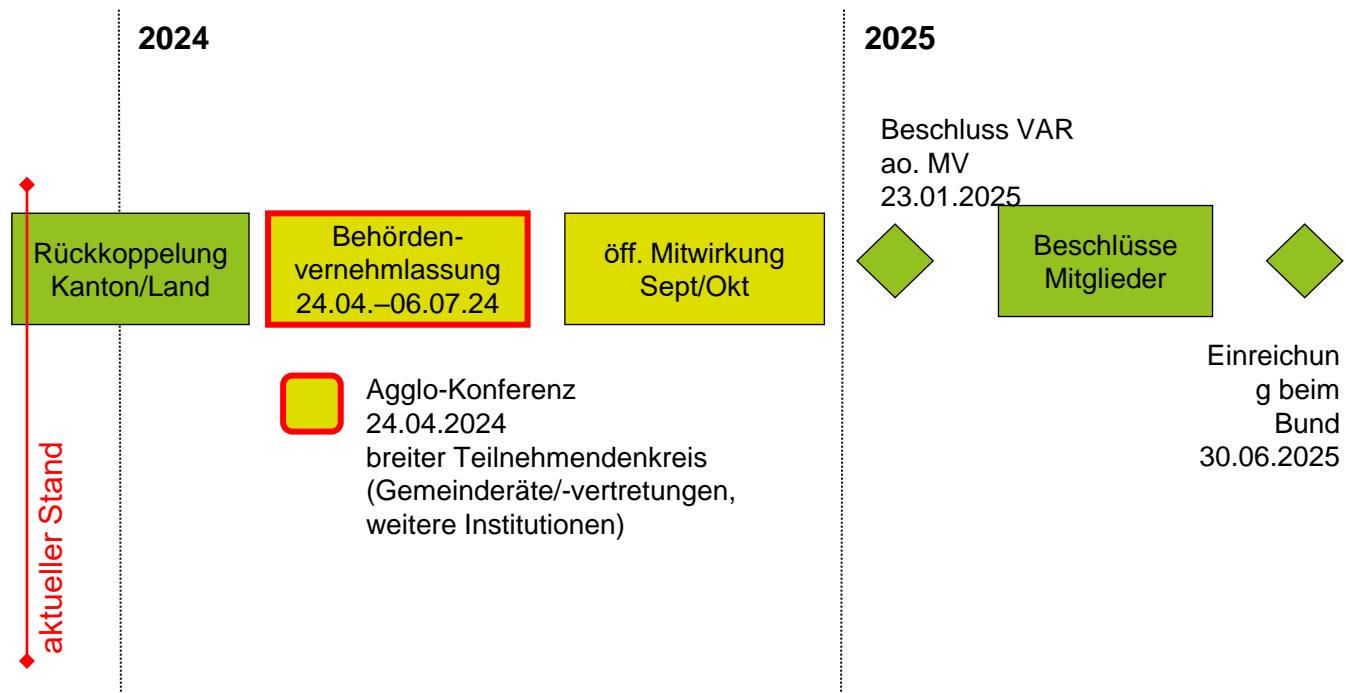 2024
2025
Beschluss VAR
ao. MV
23.01.2025
Rückkoppelung
Kanton/Land
Behörden-
vernehmlassung
24.04.–06.07.24
öff. Mitwirkung
Sept/Okt
Beschlüsse
Mitglieder
Einreichun
g beim
Bund
30.06.2025
Agglo-Konferenz
24.04.2024
breiter Teilnehmendenkreis
(Gemeinderäte/-vertretungen,
weitere Institutionen)
aktueller Stand